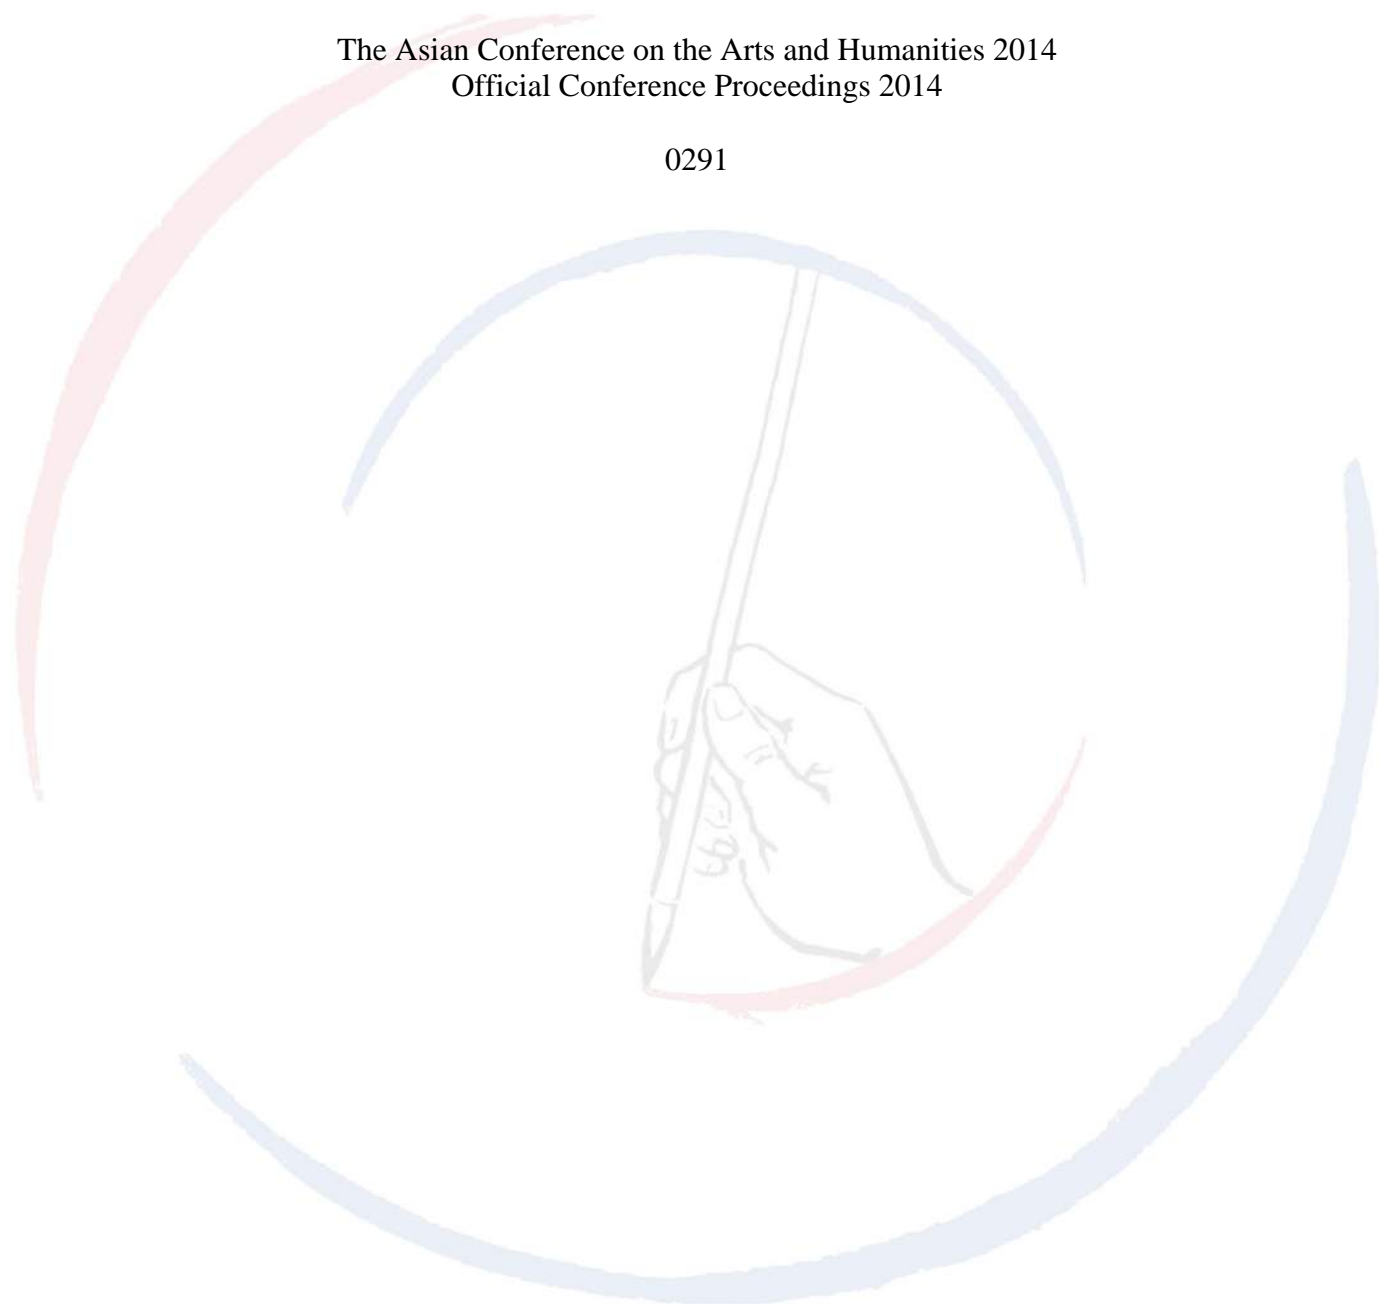 The Asian Conference on the Arts and Humanities 2014
Official Conference Proceedings 2014
0291